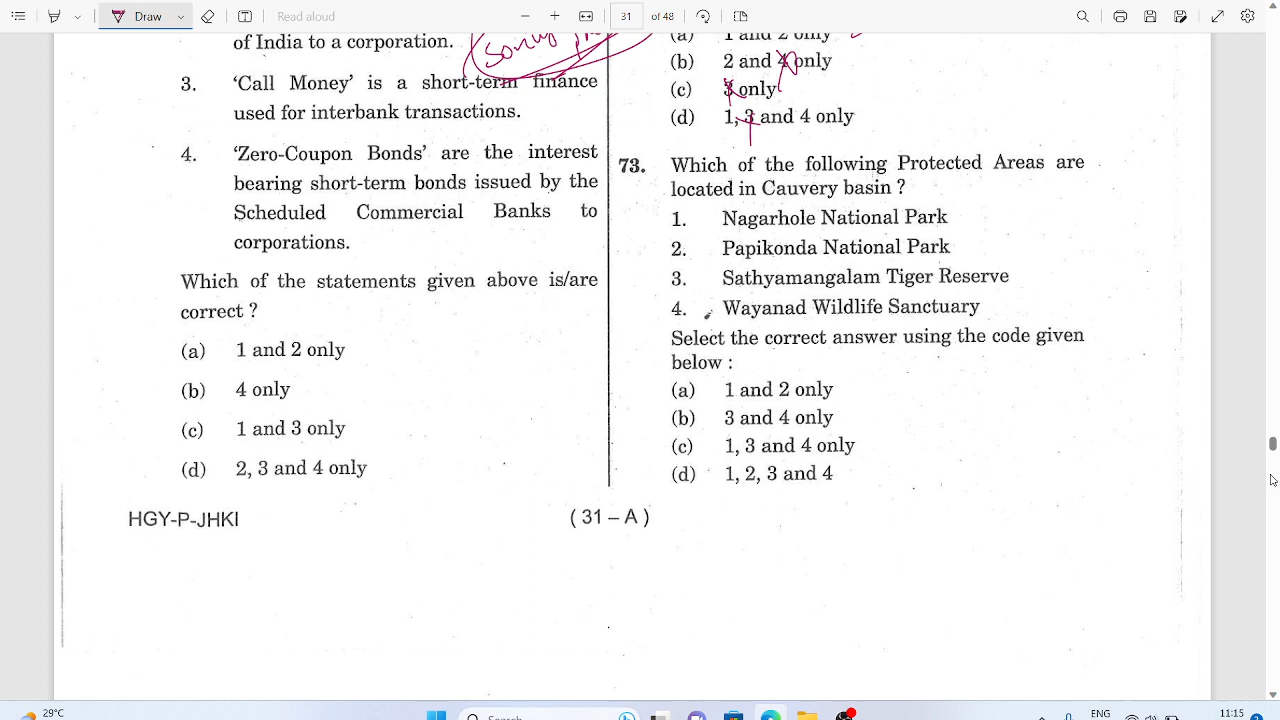 Draw
Read aloud
31
of 48
of India to a corporation.
3. 'Call Money' is a short-term finance
used for interbank transactions.
4. 'Zero-Coupon Bonds' are the interest
bearing short-term bonds issued by the
Scheduled Commercial Banks to
corporations.
Which of the statements given above is/are
correct ?
(a) 1 and 2 only
(b) 4 only
(c) 1 and 3 only
(d) 2, 3 and 4 only
(a) 1 and 2 only
(b) 2 and 4 only
(c) 3 only
(d) 1, 3 and 4 only
73. Which of the following Protected Areas are
located in Cauvery basin ?
1. Nagarhole National Park
2. Papikonda National Park
3. Sathyamangalam Tiger Reserve
4. Wayanad Wildlife Sanctuary
Select the correct answer using the code given
below :
(a) 1 and 2 only
(b) 3 and 4 only
(c) 1, 3 and 4 only
(d) 1, 2, 3 and 4
HGY-P-JHKI
( 31 – A )
29°C
Search
ENG
11:15